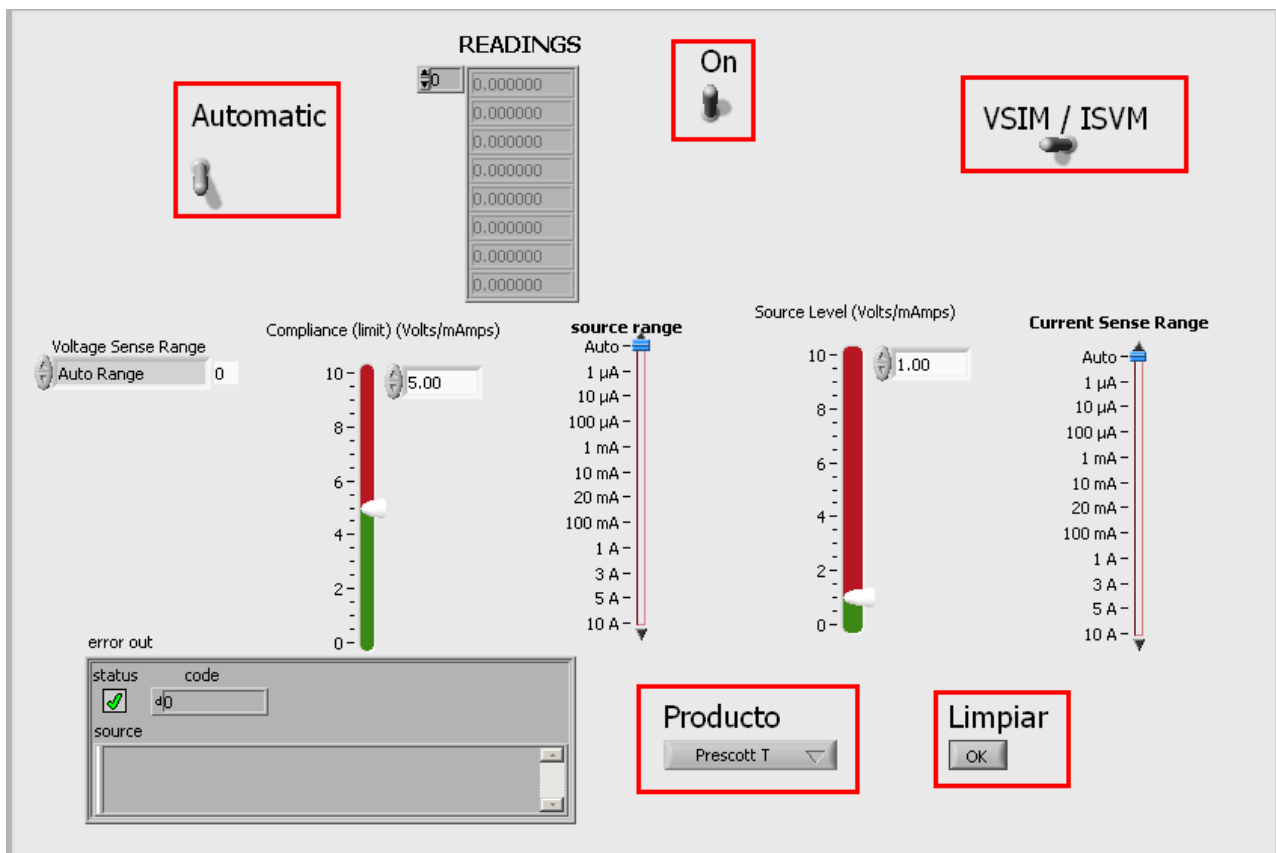 READINGS
0
0.000000
0.000000
0.000000
0.000000
0.000000
0.000000
0.000000
0.000000
Automatic
On
VSIM / ISVM
Voltage Sense Range
Auto Range 0
Compliance (limit) (Volts/mAmps)
5.00
10
8
6
4
2
0
source range
Auto
1 µA
10 µA
100 µA
1 mA
10 mA
20 mA
100 mA
1 A
3 A
5 A
10 A
Source Level (Volts/mAmps)
1.00
10
8
6
4
2
0
Current Sense Range
Auto
1 µA
10 µA
100 µA
1 mA
10 mA
20 mA
100 mA
1 A
3 A
5 A
10 A
error out
status code
d0
source
Producto
Prescott T
Limpiar
OK